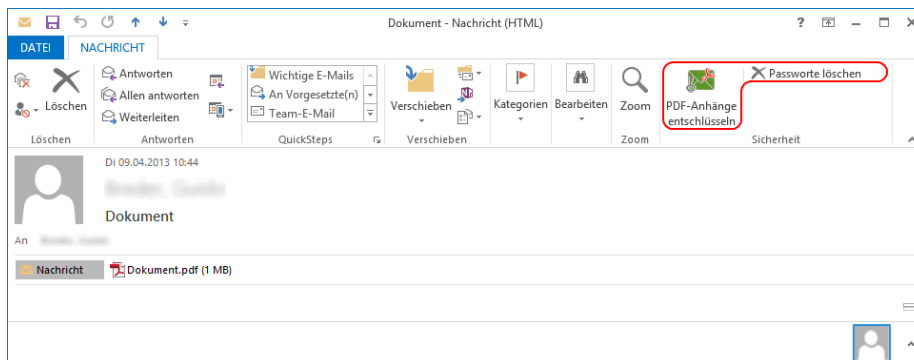 Dokument - Nachricht (HTML)
DATEI NACHRICHT
Löschen
Antworten
Allen antworten
Weiterleiten
Wichtige E-Mails
An Vorgesetzte(n)
Team-E-Mail
Verschieben
Kategorien
Bearbeiten
Zoom
PDF-Anhänge
entschlüsseln
Passworte löschen
Löschen Antworten QuickSteps Verschieben Zoom Sicherheit
Di 09.04.2013 10:44
Dokument
An
Nachricht Dokument.pdf (1 MB)